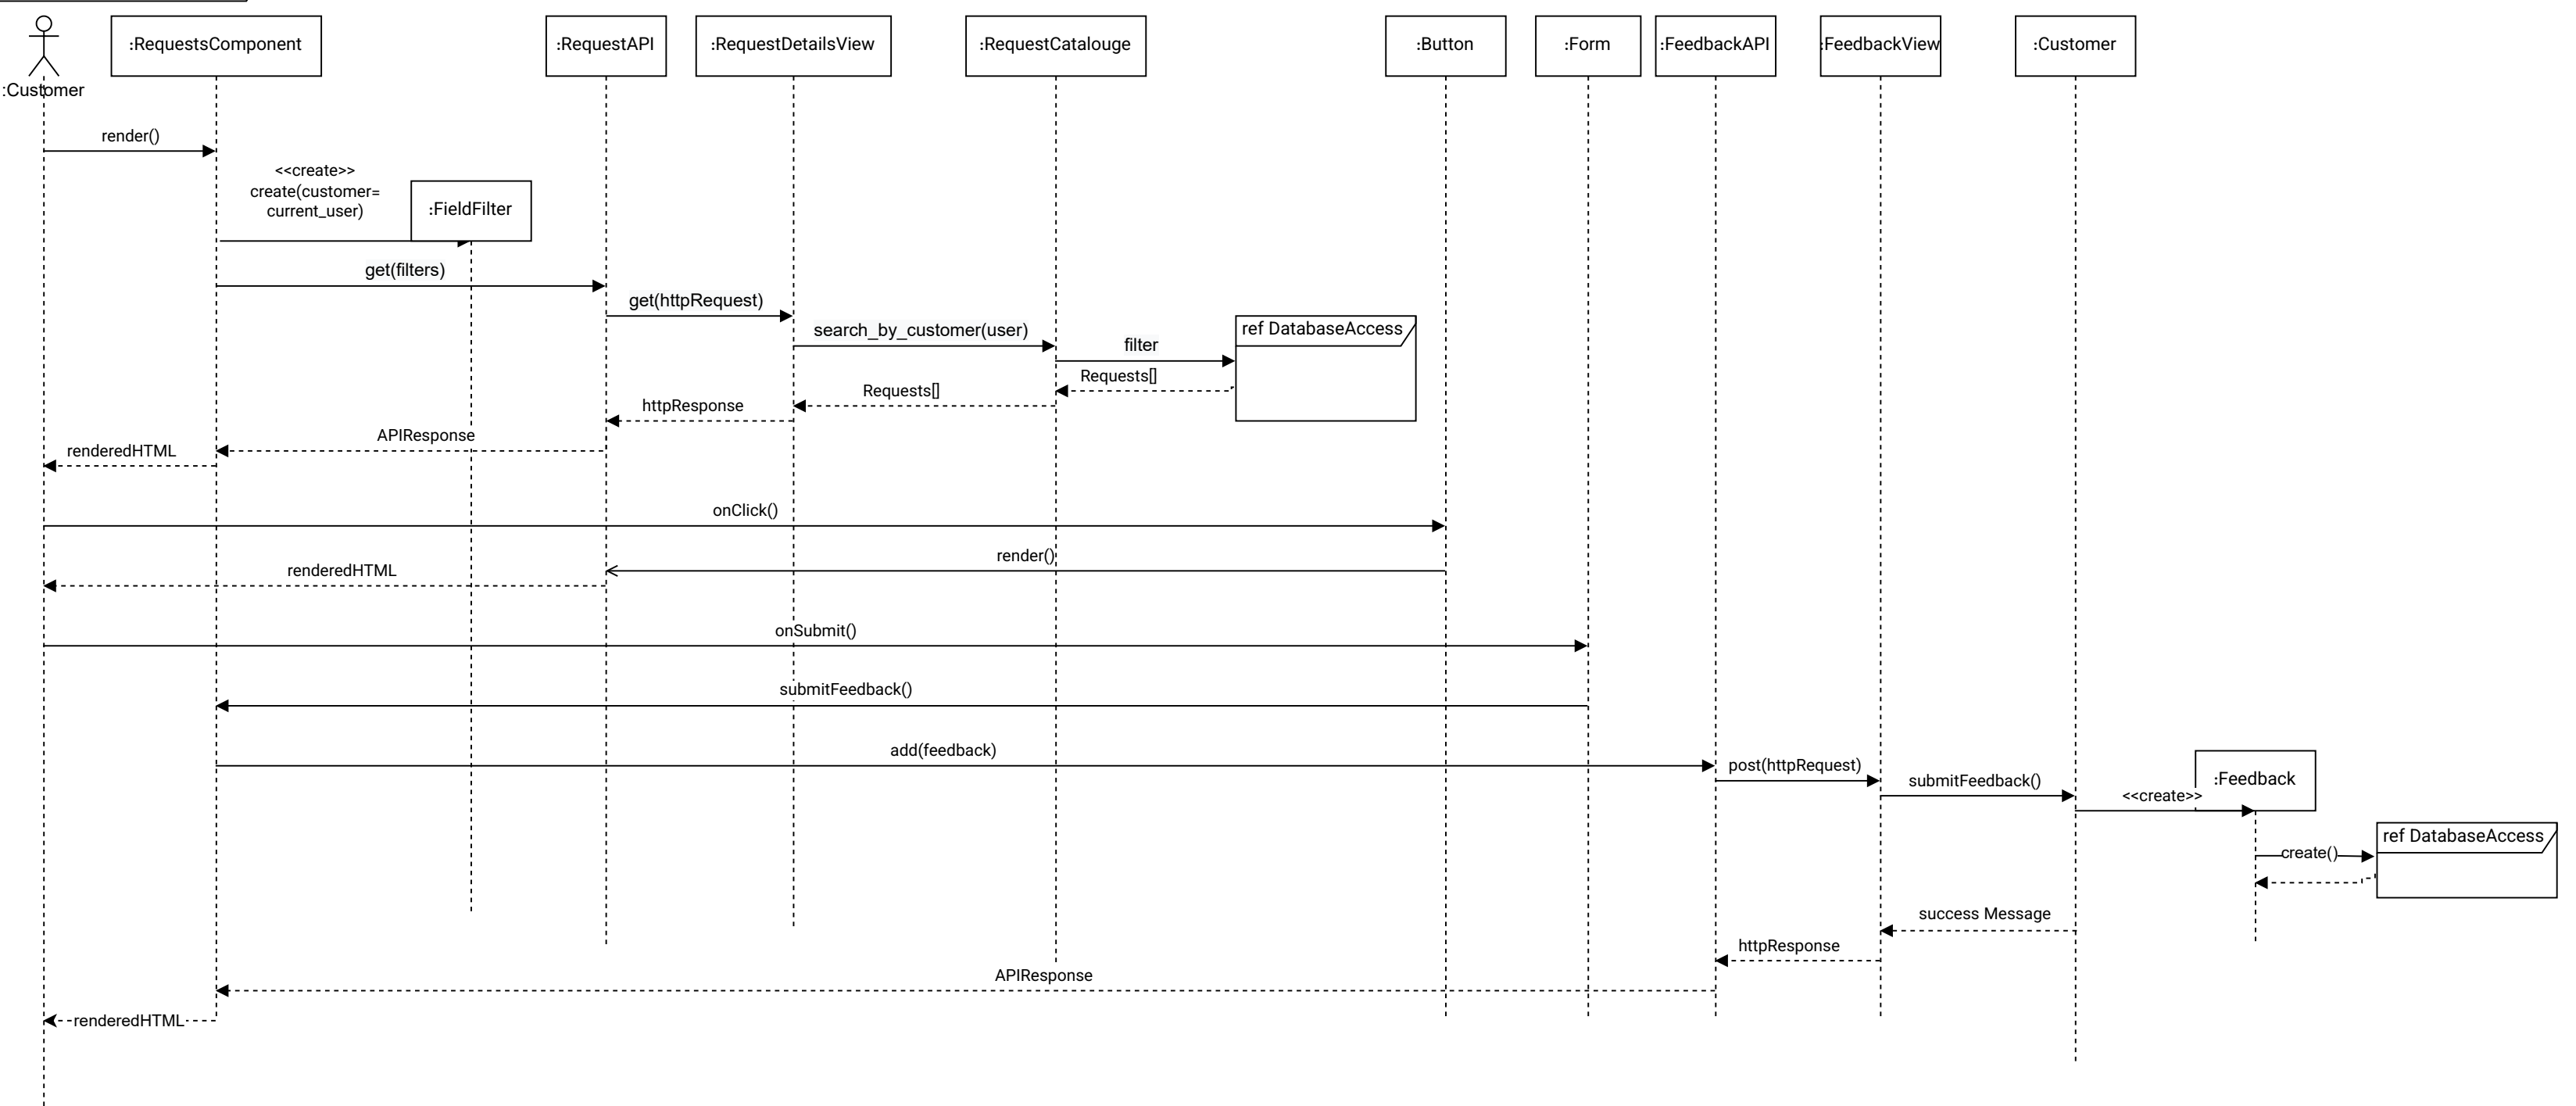 :Customer
:RequestsComponent
:RequestAPI
:RequestDetailsView
:RequestCatalouge
:Button
:Form
:FeedbackAPI
:FeedbackView
:Customer
render()
<<create>>
create(customer=
current_user)
:FieldFilter
get(filters)
get(httpRequest)
search_by_customer(user)
filter
ref DatabaseAccess
Requests[]
Requests[]
httpResponse
APIResponse
renderedHTML
onClick()
render()
renderedHTML
onSubmit()
submitFeedback()
add(feedback)
post(httpRequest)
submitFeedback()
<<create>>
:Feedback
ref DatabaseAccess
create()
success Message
httpResponse
APIResponse
renderedHTML